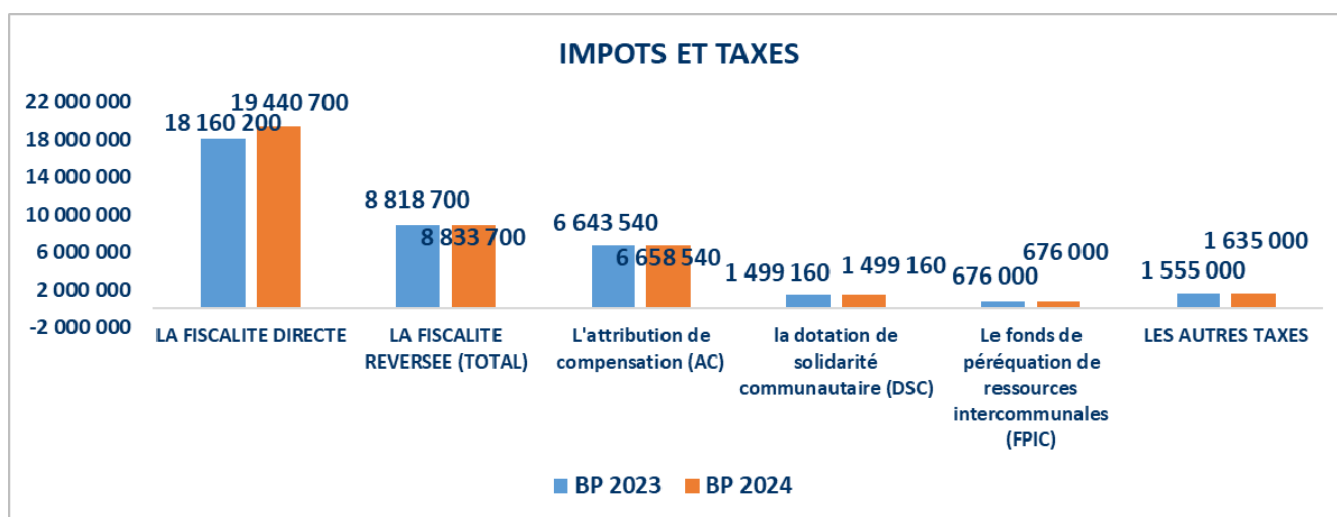 IMPOTS ET TAXES
22 000 000
18 000 000
14 000 000
10 000 000
6 000 000
2 000 000
-2 000 000
18 160 200
19 440 700
8 818 700
8 833 700
6 643 540
6 658 540
1 499 160
1 499 160
676 000
676 000
1 555 000
1 635 000
LA FISCALITE DIRECTE
LA FISCALITE
REVERSEE (TOTAL)
L'attribution de
compensation (AC)
la dotation de
solidarité
communautaire (DSC)
Le fonds de
péréquation de
ressources
intercommunales
(FPIC)
LES AUTRES TAXES
BP 2023
BP 2024